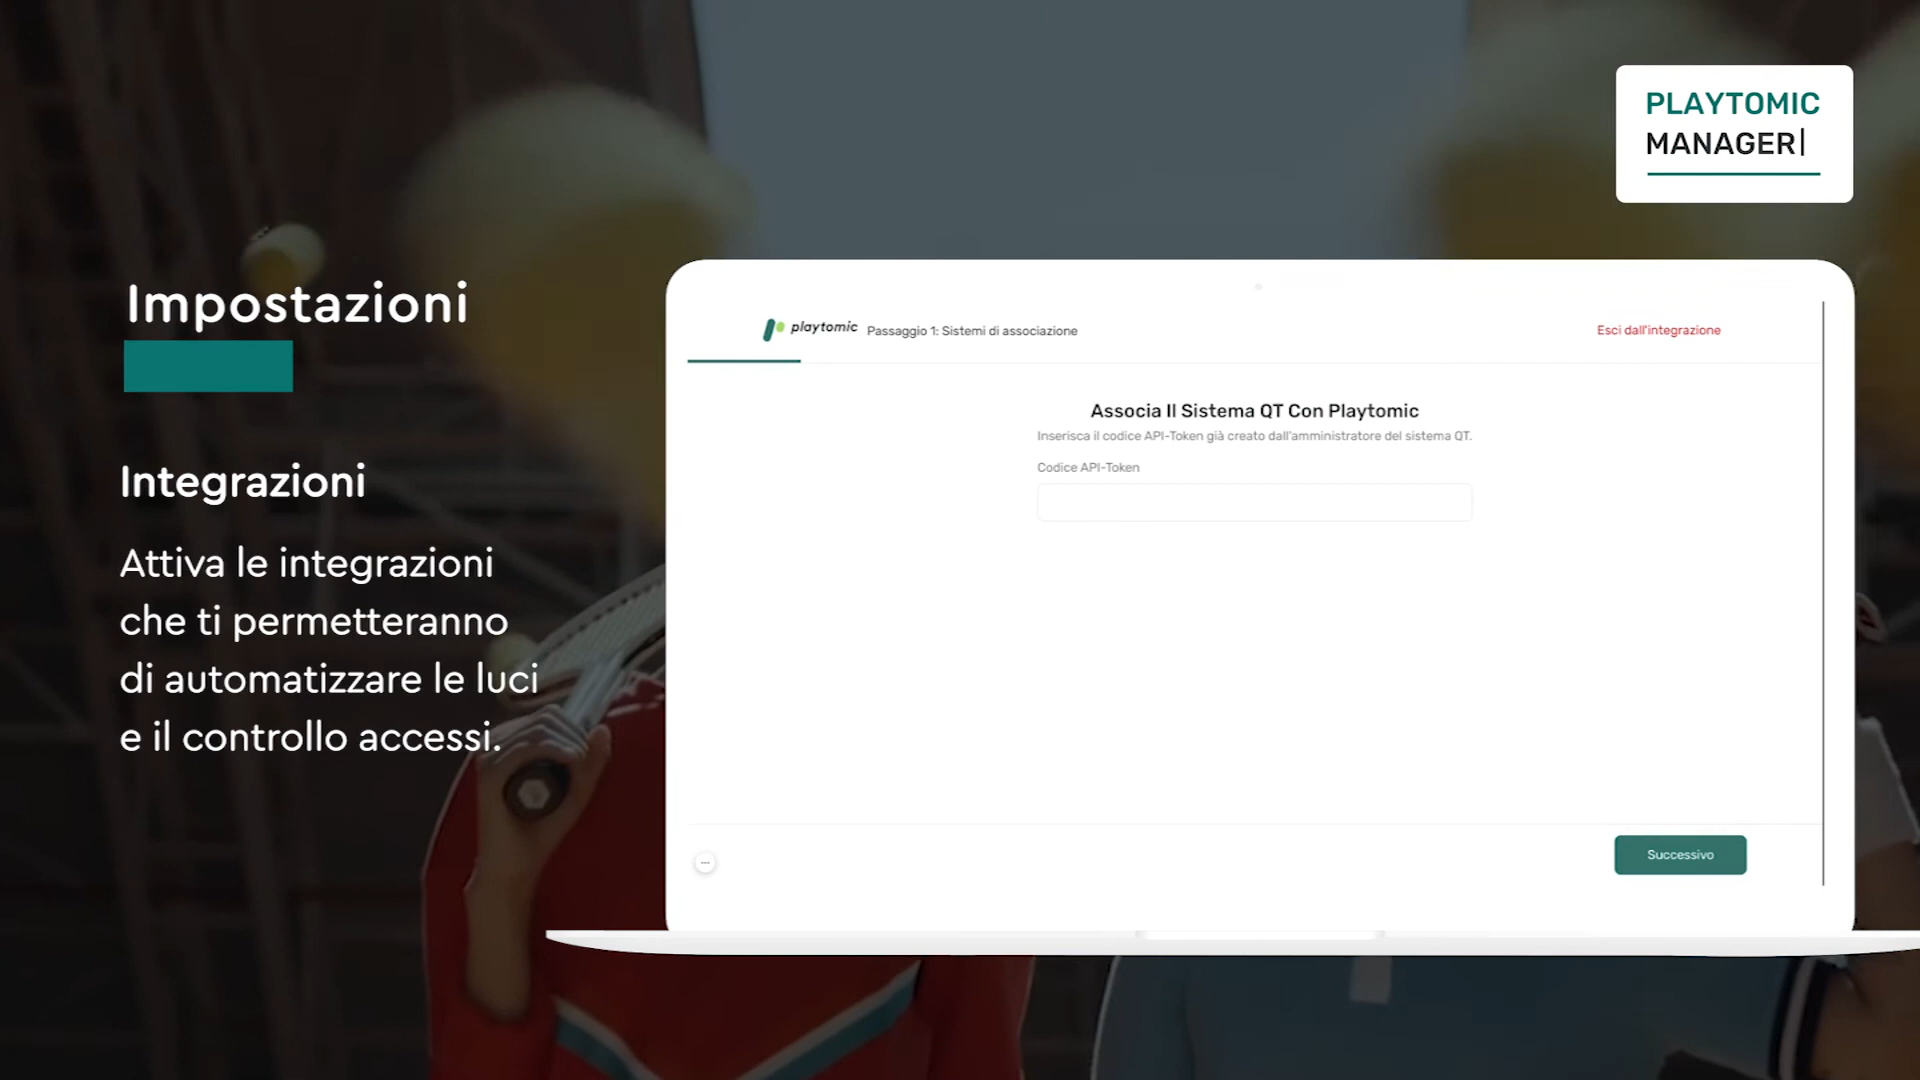 PLAYTOMIC
MANAGER|
Impostazioni
Integrazioni
Attiva le integrazioni
che ti permetteranno
di automatizzare le luci
e il controllo accessi.
playtomic Passaggio 1: Sistemi di associazione
Esci dall'integrazione
Associa Il Sistema QT Con Playtomic
Inserisca il codice API-Token già creato dall'amministratore del sistema QT.
Codice API-Token
Successivo